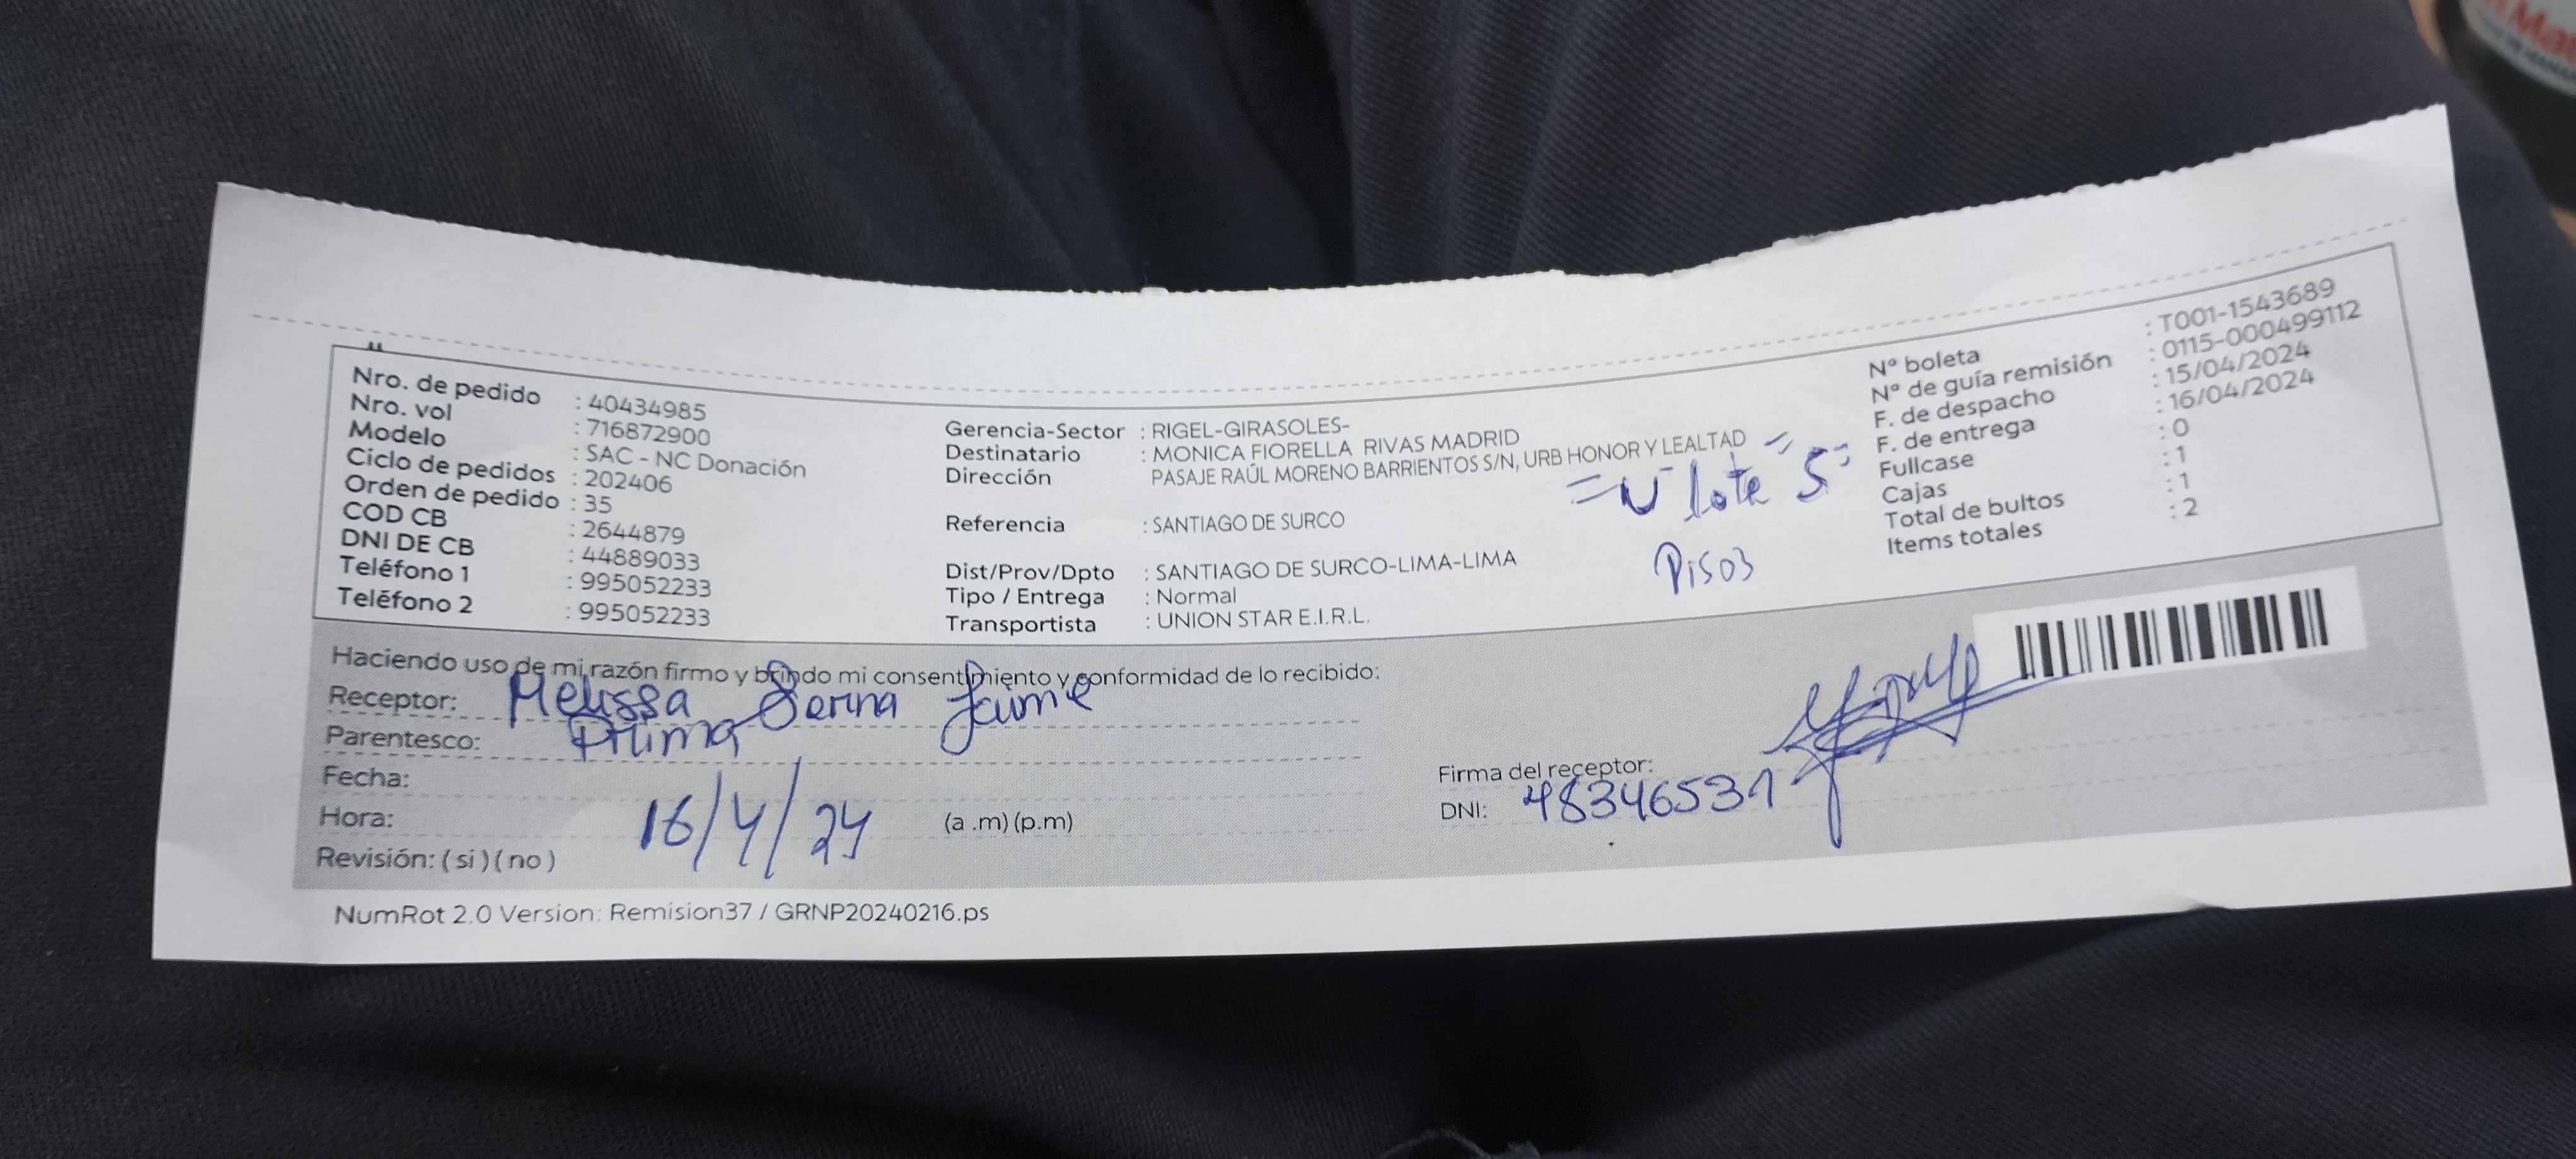 Nro. de pedido : 40434985
Nro. vol : 716872900
Modelo : SAC - NC Donación
Ciclo de pedidos : 202406
Orden de pedido : 35
COD CB : 2644879
DNI DE CB : 44889033
Teléfono 1 : 995052233
Teléfono 2 : 995052233
Gerencia-Sector : RIGEL-GIRASOLES-
Destinatario : MONICA FIORELLA RIVAS MADRID
Dirección PASAJE RAÚL MORENO BARRIENTOS S/N, URB HONOR Y LEALTAD
= N lote "5"
Referencia : SANTIAGO DE SURCO
Piso3
Dist/Prov/Dpto : SANTIAGO DE SURCO-LIMA-LIMA
Tipo / Entrega : Normal
Transportista : UNION STAR E.I.R.L.
N° boleta : T001-1543689
N° de guía remisión : 0115-000499112
F. de despacho : 15/04/2024
F. de entrega : 16/04/2024
Fullcase : 0
Cajas : 1
Total de bultos : 1
Items totales : 2
Haciendo uso de mi razón firmo y brindo mi consentimiento y conformidad de lo recibido:
Receptor: Melissa Serna Jaime
Parentesco: Prima
Fecha: 16/4/24
Hora: (a .m) (p.m)
Revisión: ( si ) ( no )
Firma del receptor:
DNI: 48346531
NumRot 2.0 Version: Remision37 / GRNP20240216.ps